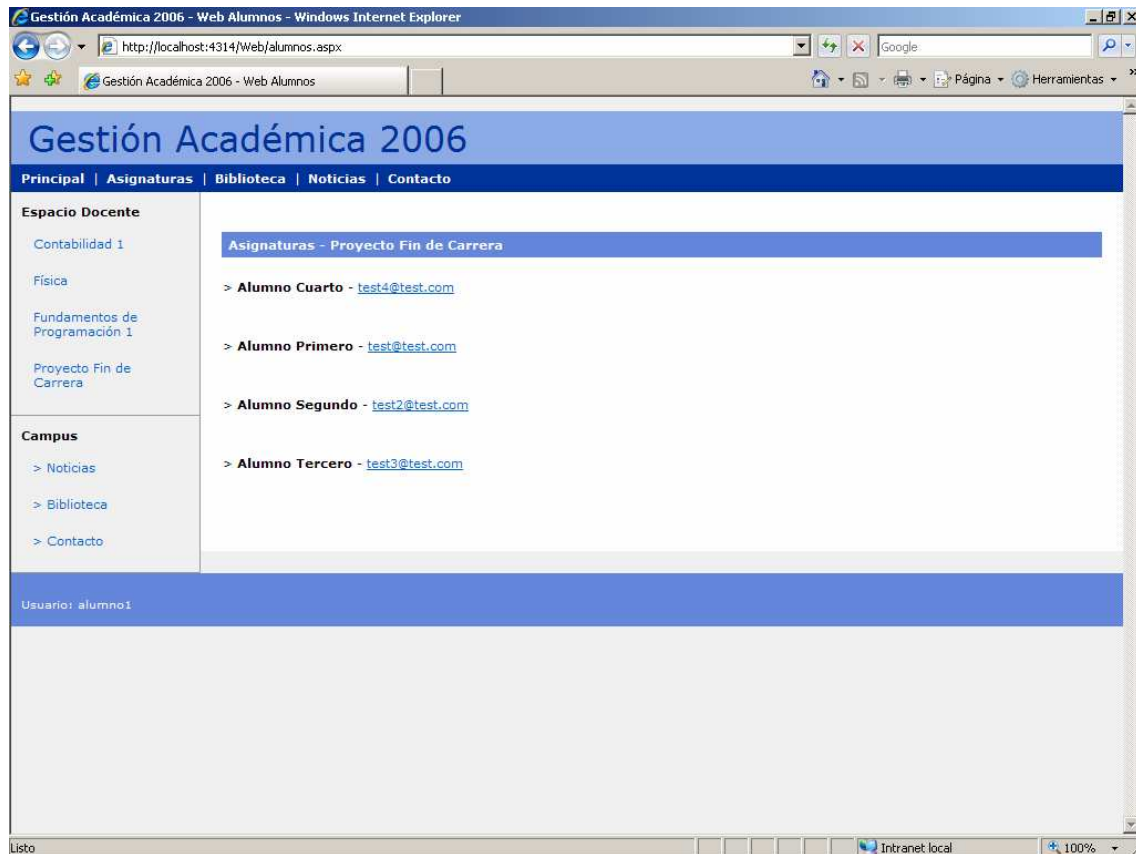 Gestión Académica 2006 - Web Alumnos - Windows Internet Explorer
http://localhost:4314/Web/alumnos.aspx
Google
Gestión Académica 2006 - Web Alumnos
Página
Herramientas
Gestión Académica 2006
Principal | Asignaturas | Biblioteca | Noticias | Contacto
Espacio Docente
Contabilidad 1
Física
Fundamentos de
Programación 1
Proyecto Fin de
Carrera
Campus
> Noticias
> Biblioteca
> Contacto
Asignaturas - Proyecto Fin de Carrera
> Alumno Cuarto - test4@test.com
> Alumno Primero - test@test.com
> Alumno Segundo - test2@test.com
> Alumno Tercero - test3@test.com
Usuario: alumno1
Listo
Intranet local
100%